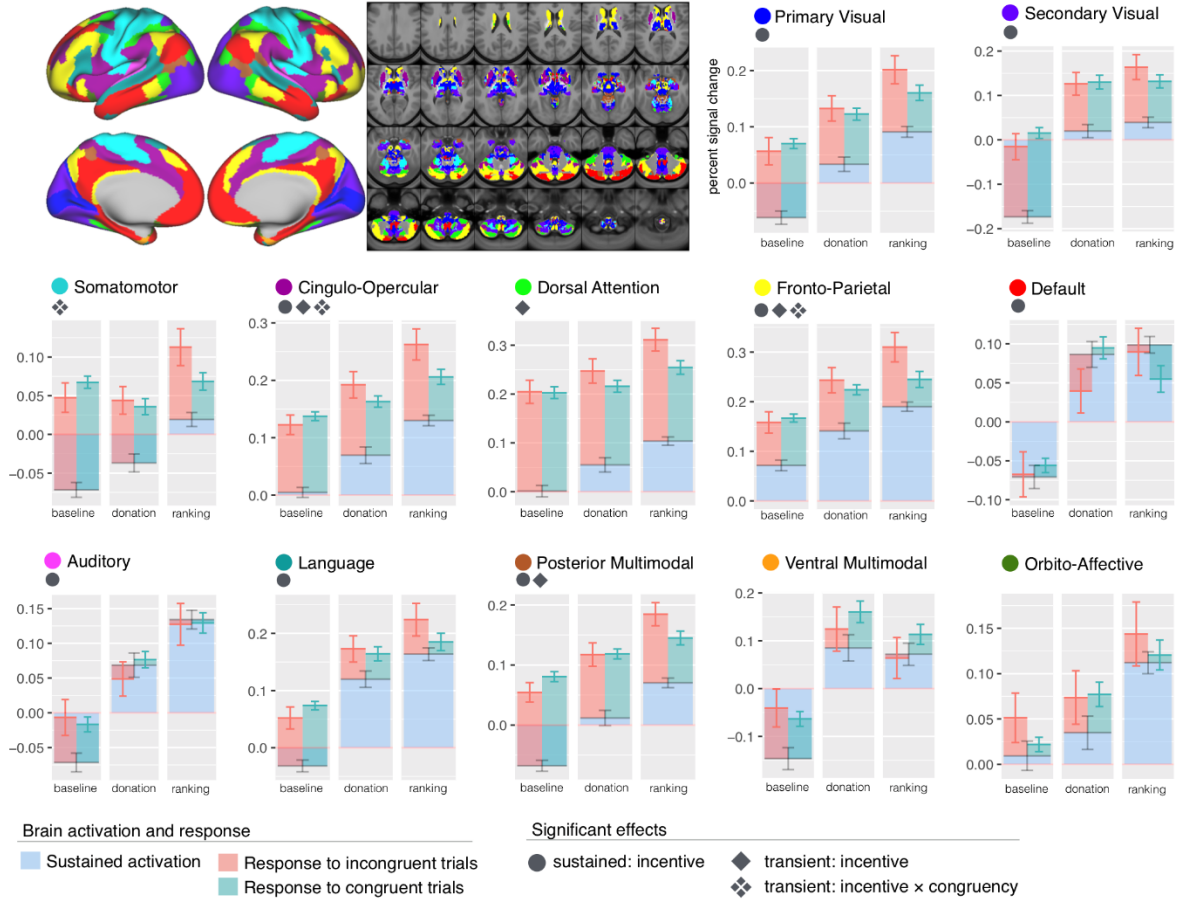 Primary Visual
Secondary Visual
percent signal change
0.2
0.1
0.0
baseline donation ranking
0.2
0.1
0.0
−0.1
−0.2
baseline donation ranking
Somatomotor
0.10
0.05
0.00
−0.05
baseline donation ranking
Cingulo-Opercular
0.3
0.2
0.1
0.0
baseline donation ranking
Dorsal Attention
0.3
0.2
0.1
0.0
baseline donation ranking
Fronto-Parietal
0.3
0.2
0.1
0.0
baseline donation ranking
Default
0.10
0.05
0.00
−0.05
−0.10
baseline donation ranking
Auditory
0.15
0.10
0.05
0.00
−0.05
baseline donation ranking
Language
0.2
0.1
0.0
baseline donation ranking
Posterior Multimodal
0.2
0.1
0.0
baseline donation ranking
Ventral Multimodal
0.2
0.1
0.0
−0.1
baseline donation ranking
Orbito-Affective
0.15
0.10
0.05
0.00
baseline donation ranking
Brain activation and response
Sustained activation
Response to incongruent trials
Response to congruent trials
Significant effects
sustained: incentive
transient: incentive
transient: incentive × congruency